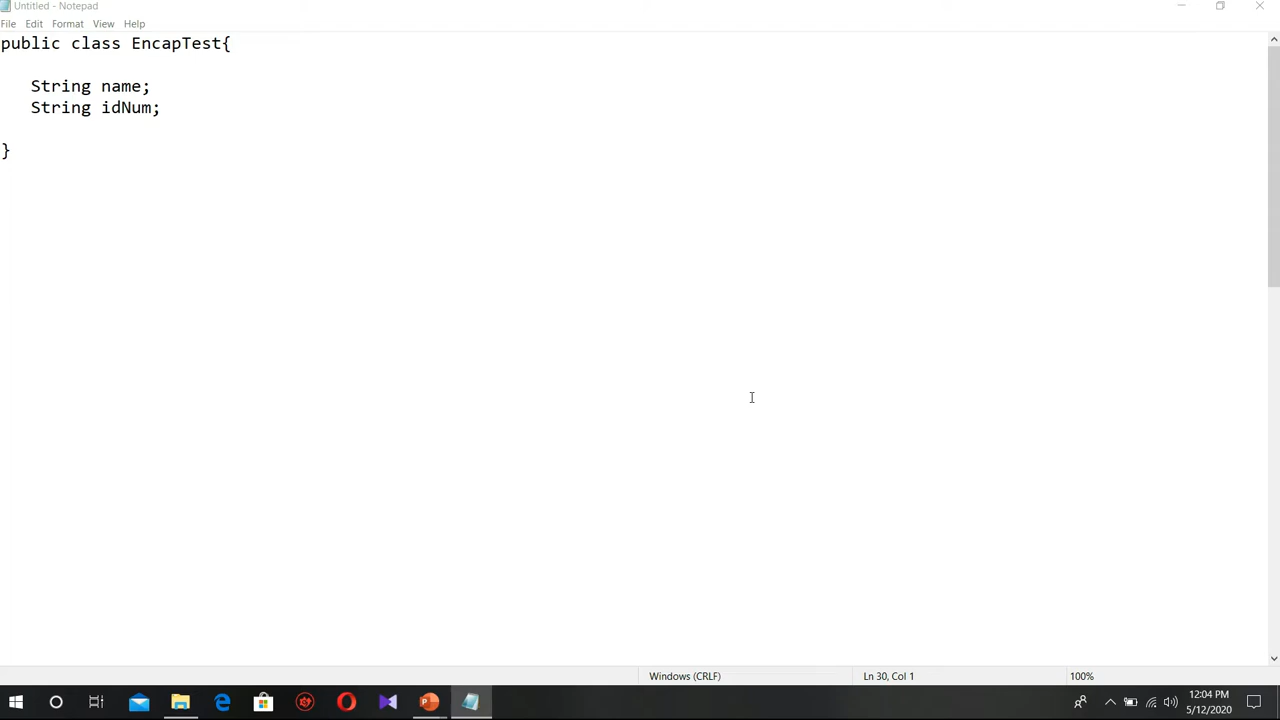 Untitled - Notepad
File Edit Format View Help
public class EncapTest{
String name;
String idNum;
}
Windows (CRLF) Ln 30, Col 1 100%
12:04 PM
5/12/2020